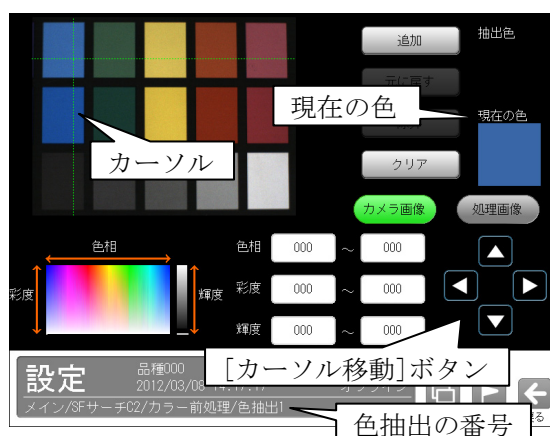 追加
抽出色
元に戻す
現在の色
現在の色
カーソル
クリア
カメラ画像
処理画像
色相
彩度
輝度
色相 000 ～ 000
彩度 000 ～ 000
輝度 000 ～ 000
[カーソル移動]ボタン
設定
品種000
2012/03/08
メイン/SFサーチC2/カラー前処理/色抽出1
色抽出の番号